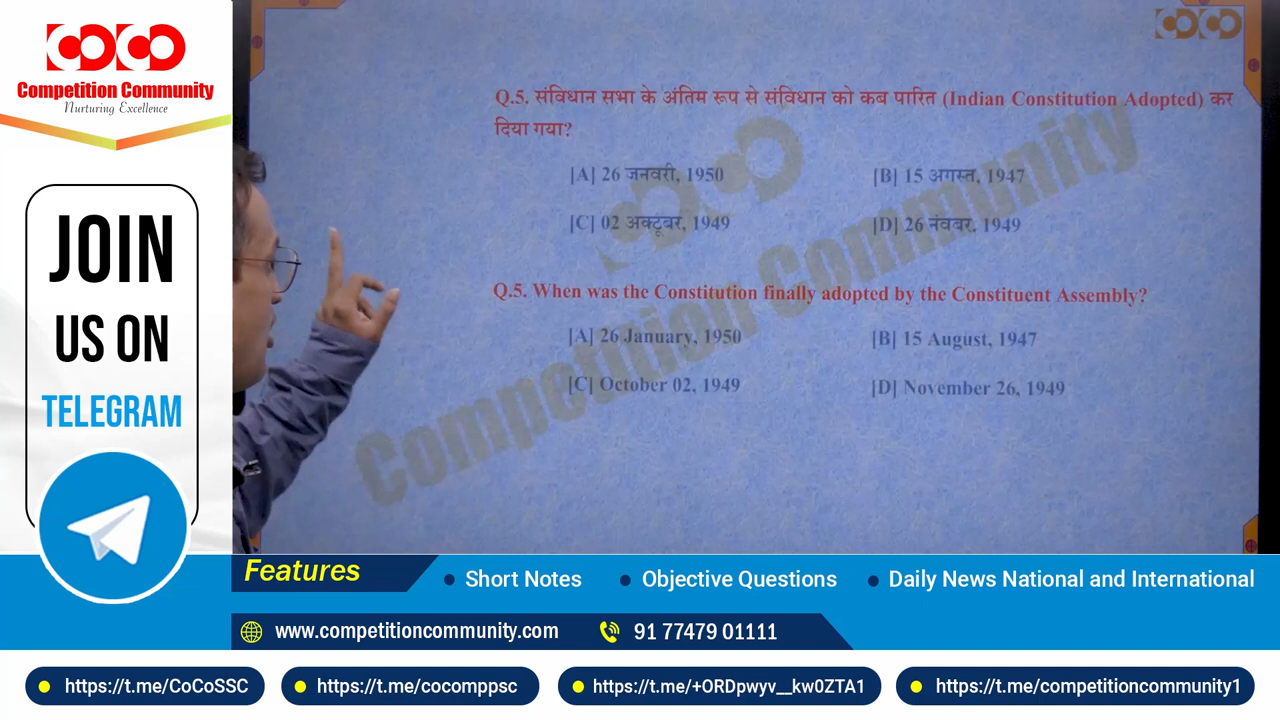 COCO
Competition Community
Nurturing Excellence
JOIN
US ON
TELEGRAM
COCO
Q.5. संविधान सभा के अंतिम रूप से संविधान को कब पारित (Indian Constitution Adopted) कर
दिया गया?
[A] 26 जनवरी, 1950
[B] 15 अगस्त, 1947
[C] 02 अक्टूबर, 1949
[D] 26 नंवबर, 1949
Q.5. When was the Constitution finally adopted by the Constituent Assembly?
[A] 26 January, 1950
[B] 15 August, 1947
[C] October 02, 1949
[D] November 26, 1949
Competition Community
Features
Short Notes
Objective Questions
Daily News National and International
www.competitioncommunity.com
91 77479 01111
https://t.me/CoCoSSC
https://t.me/cocomppsc
https://t.me/+ORDpwyv__kw0ZTA1
https://t.me/competitioncommunity1